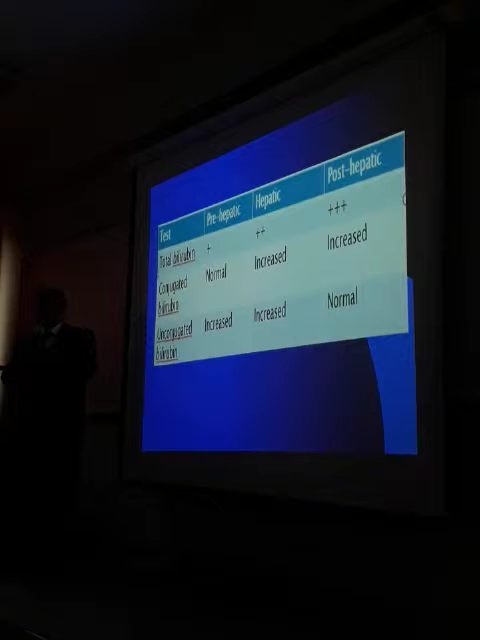 Test Pre-hepatic Hepatic Post-hepatic
Total bilirubin + ++ +++
Conjugated bilirubin Normal Increased Increased
Unconjugated bilirubin Increased Increased Normal